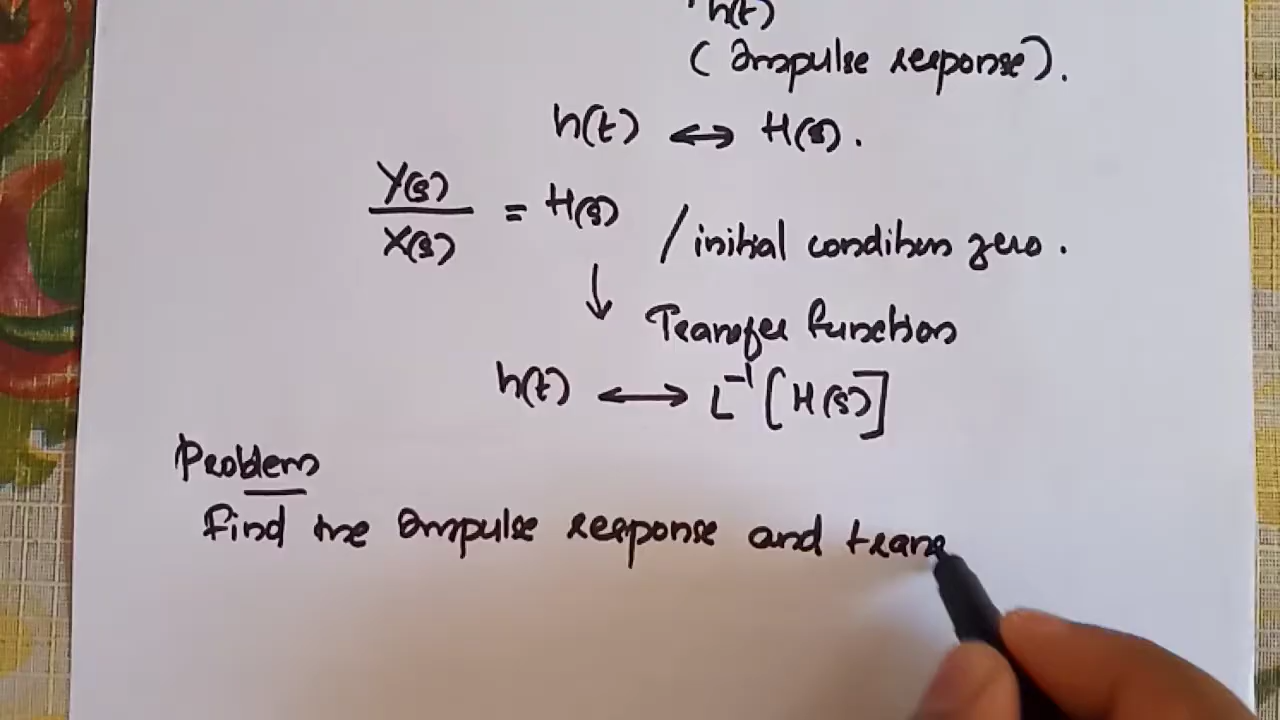 h(t)
(Impulse response).
h(t) ↔ H(s).
Y(s)/X(s) = H(s) / initial condition zero.
↓ Transfer function
h(t) ↔ L⁻¹[H(s)]
Problem
Find the Impulse response and trans